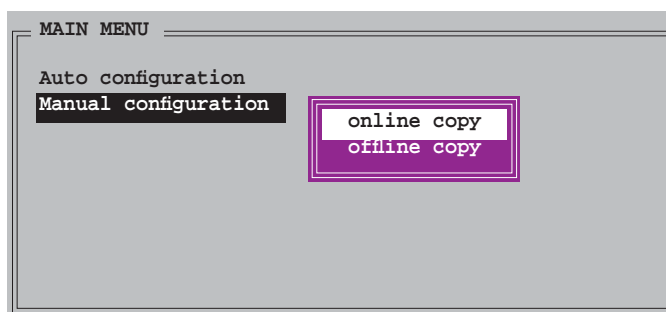 MAIN MENU
Auto configuration
Manual configuration
online copy
offline copy